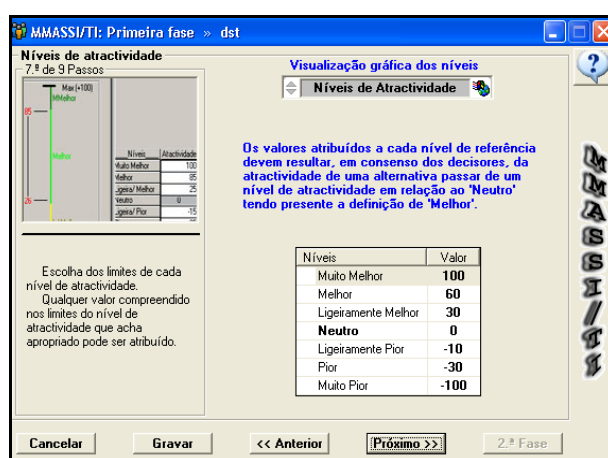 MMASSI/TI: Primeira fase » dst
Níveis de atractividade
7.º de 9 Passos
Max (+100)
MMelhor
85
Melhor
26
Níveis Atractividade
Muito Melhor 100
Melhor 85
Ligeira/ Melhor 25
Neutro 0
Ligeira/ Pior -15
Escolha dos limites de cada
nível de atractividade.
Qualquer valor compreendido
nos limites do nível de
atractividade que acha
apropriado pode ser atribuído.
Visualização gráfica dos níveis
Níveis de Atractividade
Os valores atribuídos a cada nível de referência
devem resultar, em consenso dos decisores, da
atractividade de uma alternativa passar de um
nível de atractividade em relação ao 'Neutro'
tendo presente a definição de 'Melhor'.
Níveis Valor
Muito Melhor 100
Melhor 60
Ligeiramente Melhor 30
Neutro 0
Ligeiramente Pior -10
Pior -30
Muito Pior -100
MMASSI/TI
Cancelar
Gravar
<< Anterior
Próximo >>
2.ª Fase